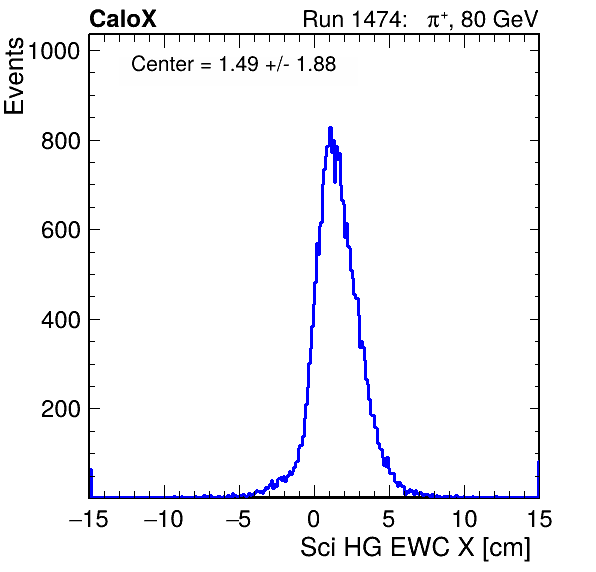 CaloX Run 1474: π⁺, 80 GeV
Center = 1.49 +/- 1.88
Events
1000
800
600
400
200
−15 −10 −5 0 5 10 15
Sci HG EWC X [cm]